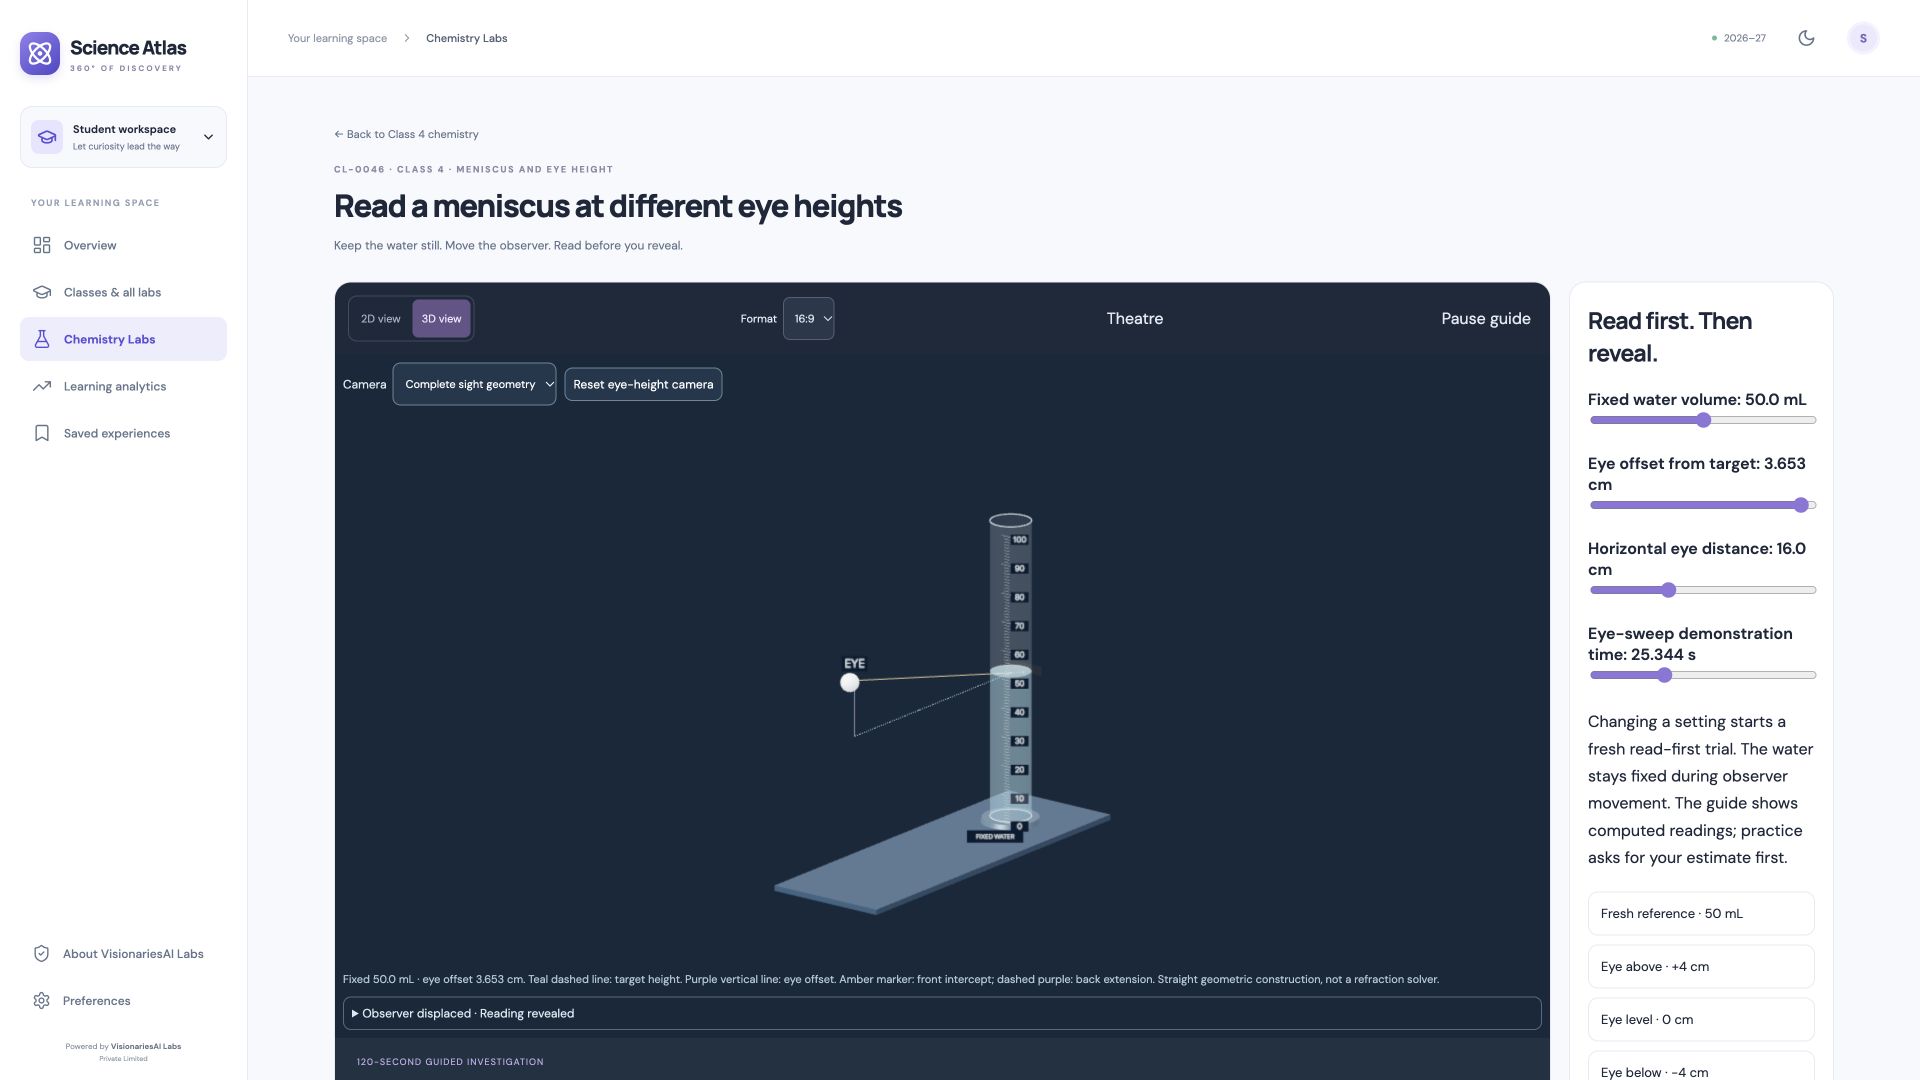 Science Atlas
360° OF DISCOVERY
Student workspace
Let curiosity lead the way
YOUR LEARNING SPACE
Overview
Classes & all labs
Chemistry Labs
Learning analytics
Saved experiences
About VisionariesAI Labs
Preferences
Powered by VisionariesAI Labs
Private Limited
Your learning space > Chemistry Labs
2026–27
S
← Back to Class 4 chemistry
CL-0046 · CLASS 4 · MENISCUS AND EYE HEIGHT
Read a meniscus at different eye heights
Keep the water still. Move the observer. Read before you reveal.
2D view
3D view
Format
16:9
Theatre
Pause guide
Camera
Complete sight geometry
Reset eye-height camera
EYE
100
90
80
70
60
50
40
30
20
10
0
FIXED WATER
Fixed 50.0 mL · eye offset 3.653 cm. Teal dashed line: target height. Purple vertical line: eye offset. Amber marker: front intercept; dashed purple: back extension. Straight geometric construction, not a refraction solver.
Observer displaced · Reading revealed
120-SECOND GUIDED INVESTIGATION
Read first. Then
reveal.
Fixed water volume: 50.0 mL
Eye offset from target: 3.653
cm
Horizontal eye distance: 16.0
cm
Eye-sweep demonstration
time: 25.344 s
Changing a setting starts a
fresh read-first trial. The water
stays fixed during observer
movement. The guide shows
computed readings; practice
asks for your estimate first.
Fresh reference · 50 mL
Eye above · +4 cm
Eye level · 0 cm
Eye below · -4 cm